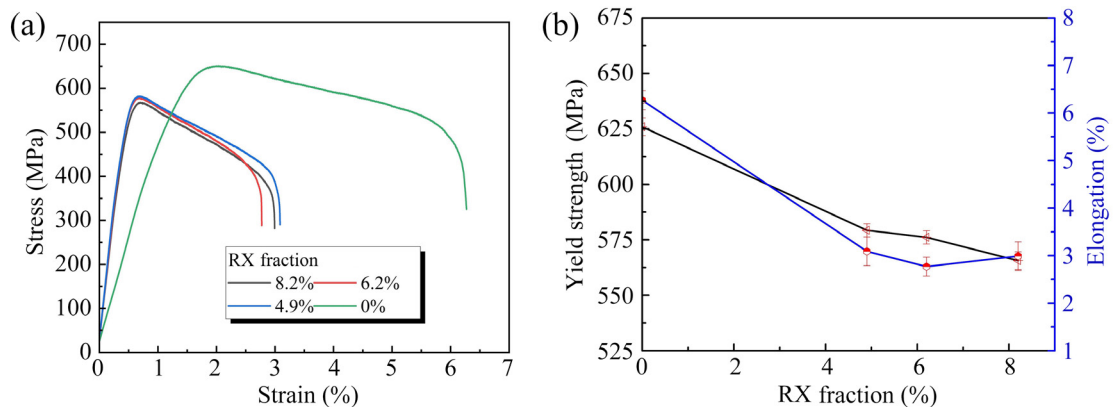 (a)
700
600
500
400
300
200
100
0
Stress (MPa)
0 1 2 3 4 5 6 7
Strain (%)
RX fraction
8.2% 6.2%
4.9% 0%
(b)
675
650
625
600
575
550
525
Yield strength (MPa)
0 2 4 6 8
RX fraction (%)
8
7
6
5
4
3
2
1
Elongation (%)